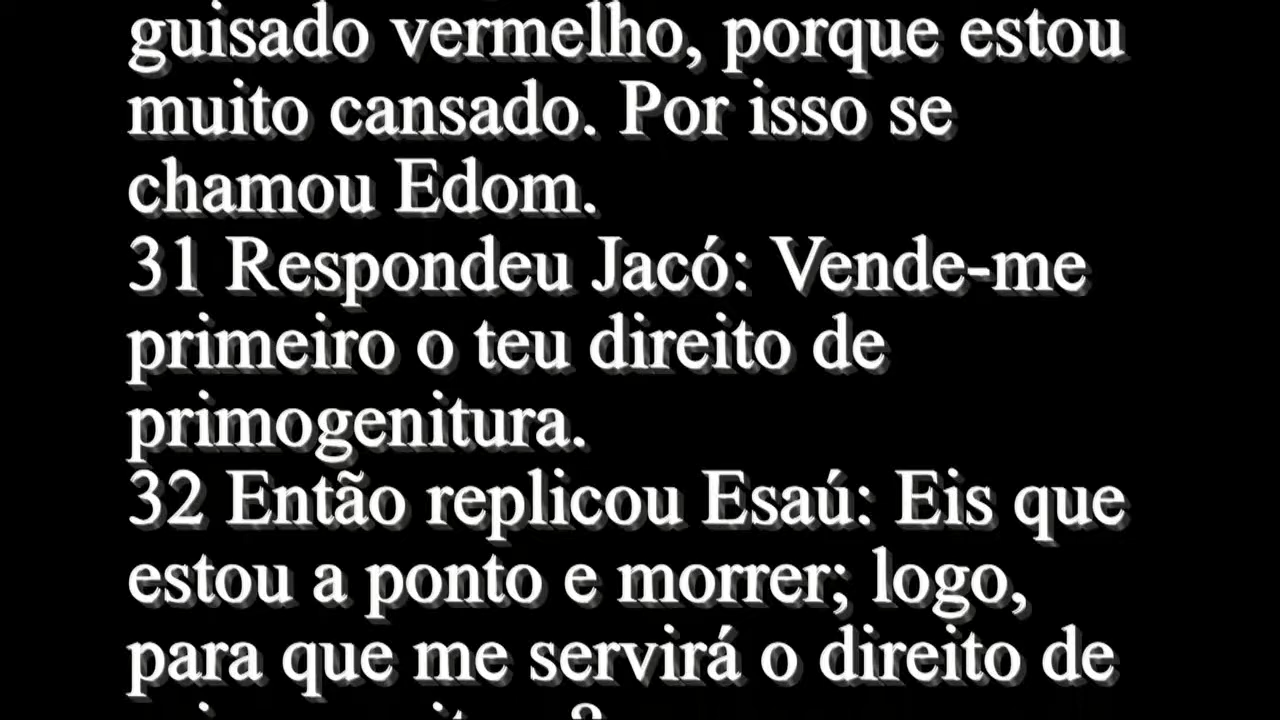 guisado vermelho, porque estou
muito cansado. Por isso se
chamou Edom.
31 Respondeu Jacó: Vende-me
primeiro o teu direito de
primogenitura.
32 Então replicou Esaú: Eis que
estou a ponto e morrer; logo,
para que me servirá o direito de